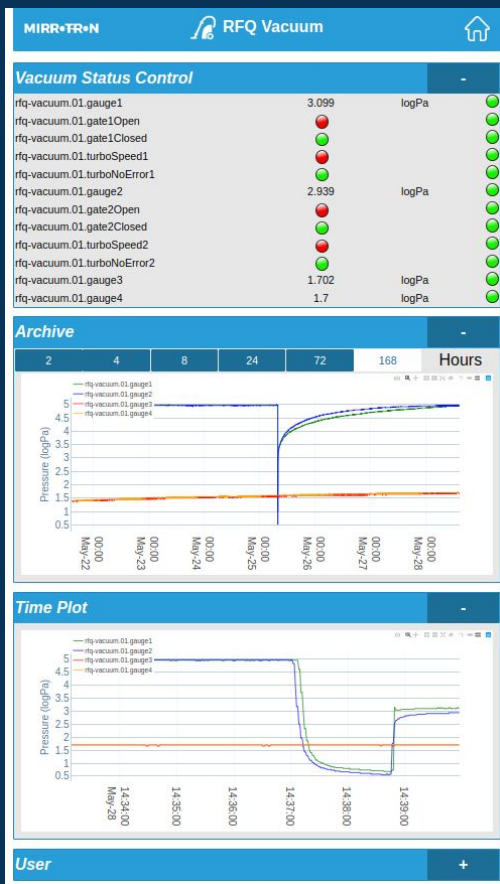 MIRR•TR•N
RFQ Vacuum
Vacuum Status Control -
rfq-vacuum.01.gauge1 3.099 logPa
rfq-vacuum.01.gate1Open
rfq-vacuum.01.gate1Closed
rfq-vacuum.01.turboSpeed1
rfq-vacuum.01.turboNoError1
rfq-vacuum.01.gauge2 2.939 logPa
rfq-vacuum.01.gate2Open
rfq-vacuum.01.gate2Closed
rfq-vacuum.01.turboSpeed2
rfq-vacuum.01.turboNoError2
rfq-vacuum.01.gauge3 1.702 logPa
rfq-vacuum.01.gauge4 1.7 logPa
Archive -
2 4 8 24 72 168 Hours
rfq-vacuum.01.gauge1
rfq-vacuum.01.gauge2
rfq-vacuum.01.gauge3
rfq-vacuum.01.gauge4
Pressure (logPa)
5
4.5
4
3.5
3
2.5
2
1.5
1
0.5
00:00 00:00 00:00 00:00 00:00 00:00 00:00
May-22 May-23 May-24 May-25 May-26 May-27 May-28
Time Plot -
rfq-vacuum.01.gauge1
rfq-vacuum.01.gauge2
rfq-vacuum.01.gauge3
rfq-vacuum.01.gauge4
Pressure (logPa)
5
4.5
4
3.5
3
2.5
2
1.5
1
0.5
14:34:00 14:35:00 14:36:00 14:37:00 14:38:00 14:39:00
May-28
User +